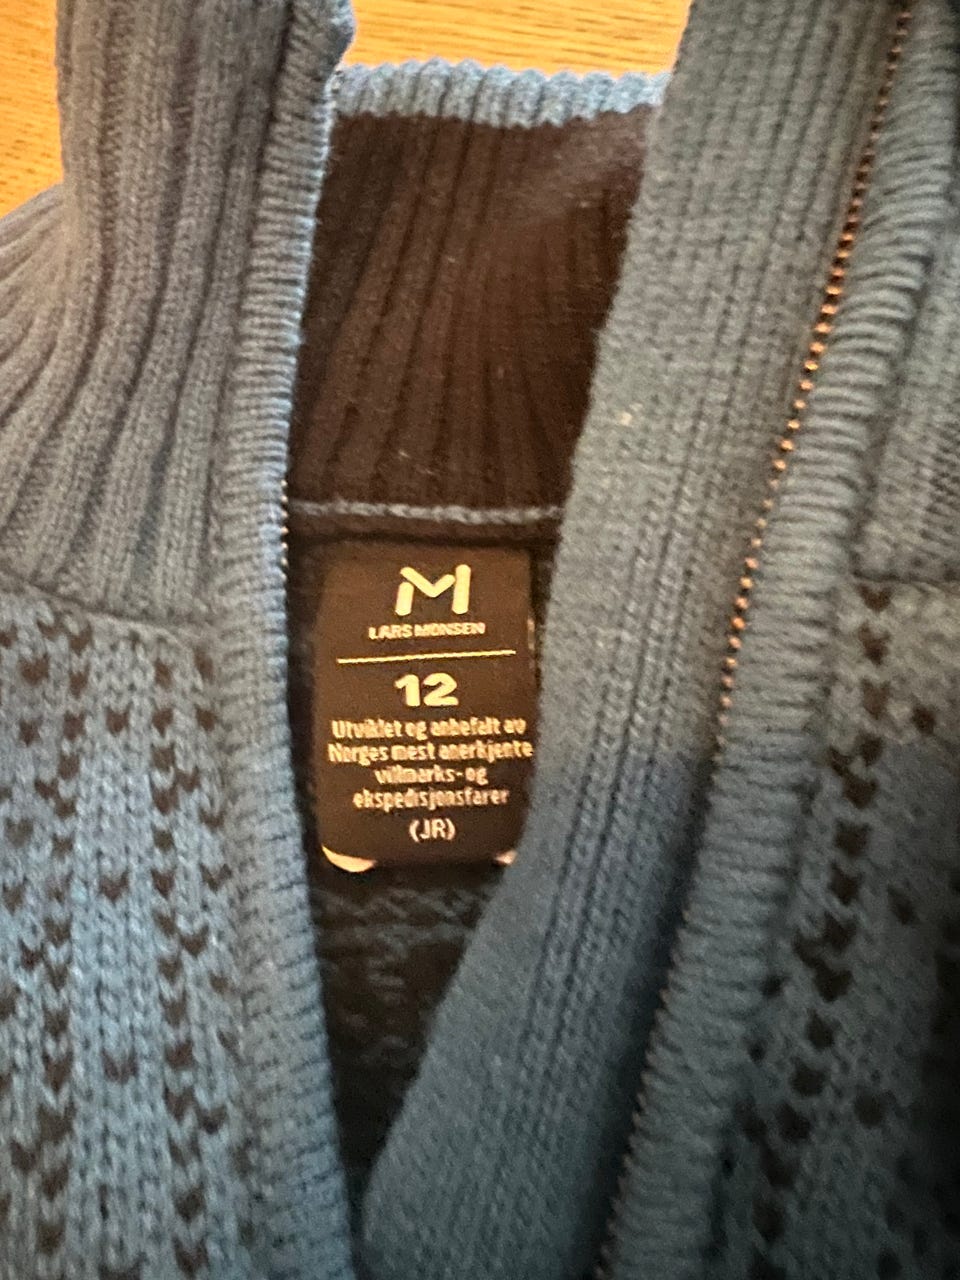 M
LARS MONSEN
12
Utviklet og anbefalt av
Norges mest anerkjente
villmarks- og
ekspedisjonsfarer
(JR)